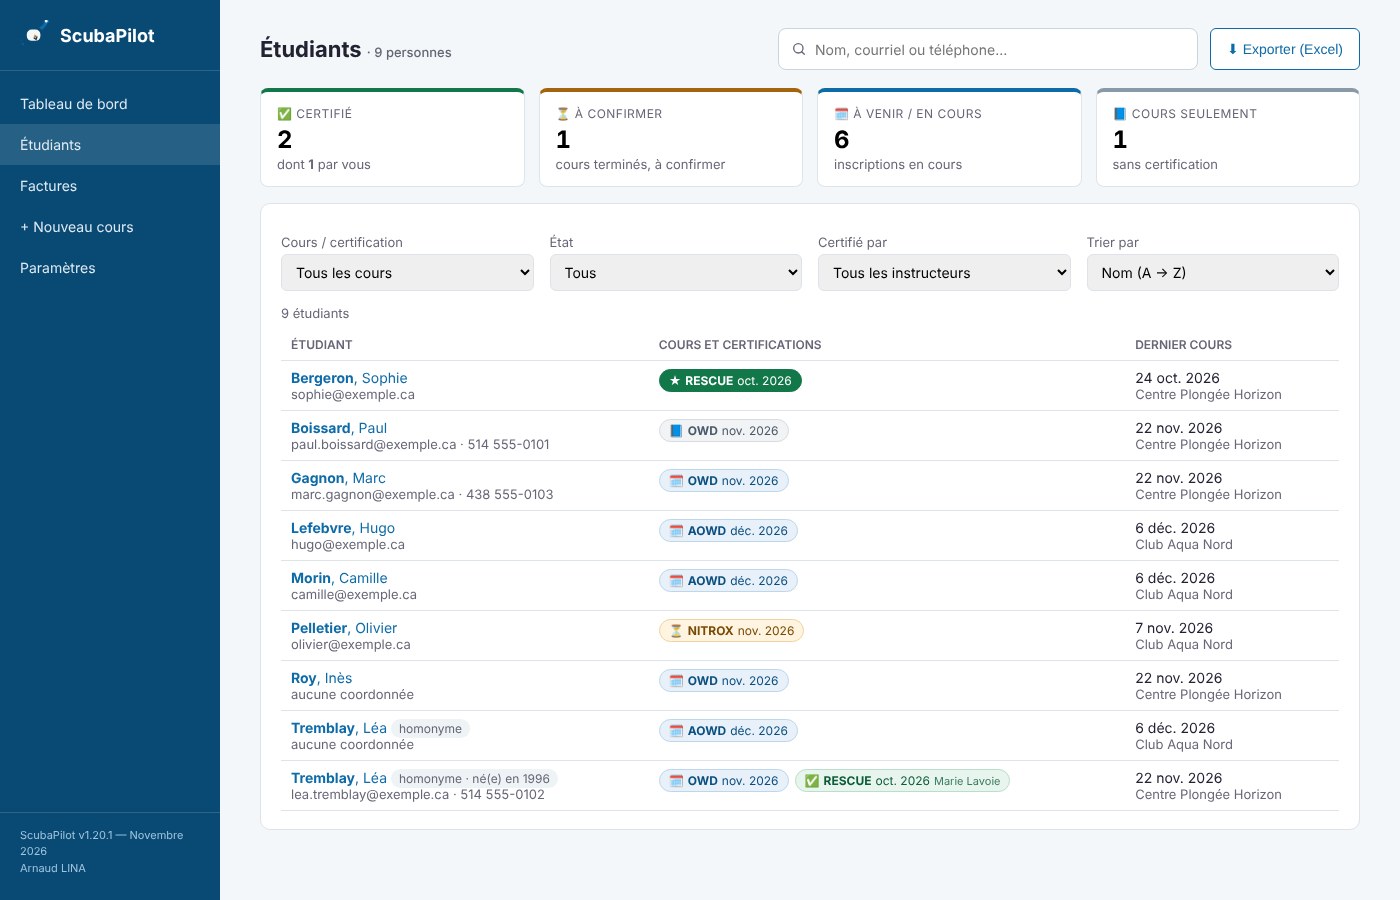 ScubaPilot
Tableau de bord
Étudiants
Factures
+ Nouveau cours
Paramètres
ScubaPilot v1.20.1 — Novembre
2026
Arnaud LINA
Étudiants · 9 personnes
Nom, courriel ou téléphone…
⬇ Exporter (Excel)
✅ CERTIFIÉ
2
dont 1 par vous
⏳ À CONFIRMER
1
cours terminés, à confirmer
🗓️ À VENIR / EN COURS
6
inscriptions en cours
📘 COURS SEULEMENT
1
sans certification
Cours / certification
Tous les cours
État
Tous
Certifié par
Tous les instructeurs
Trier par
Nom (A → Z)
9 étudiants
ÉTUDIANT COURS ET CERTIFICATIONS DERNIER COURS
Bergeron, Sophie ★ RESCUE oct. 2026 24 oct. 2026
sophie@exemple.ca Centre Plongée Horizon
Boissard, Paul 📘 OWD nov. 2026 22 nov. 2026
paul.boissard@exemple.ca · 514 555-0101 Centre Plongée Horizon
Gagnon, Marc 🗓️ OWD nov. 2026 22 nov. 2026
marc.gagnon@exemple.ca · 438 555-0103 Centre Plongée Horizon
Lefebvre, Hugo 🗓️ AOWD déc. 2026 6 déc. 2026
hugo@exemple.ca Club Aqua Nord
Morin, Camille 🗓️ AOWD déc. 2026 6 déc. 2026
camille@exemple.ca Club Aqua Nord
Pelletier, Olivier ⏳ NITROX nov. 2026 7 nov. 2026
olivier@exemple.ca Club Aqua Nord
Roy, Inès 🗓️ OWD nov. 2026 22 nov. 2026
aucune coordonnée Centre Plongée Horizon
Tremblay, Léa homonyme 🗓️ AOWD déc. 2026 6 déc. 2026
aucune coordonnée Club Aqua Nord
Tremblay, Léa homonyme · né(e) en 1996 🗓️ OWD nov. 2026 ✅ RESCUE oct. 2026 Marie Lavoie 22 nov. 2026
lea.tremblay@exemple.ca · 514 555-0102 Centre Plongée Horizon